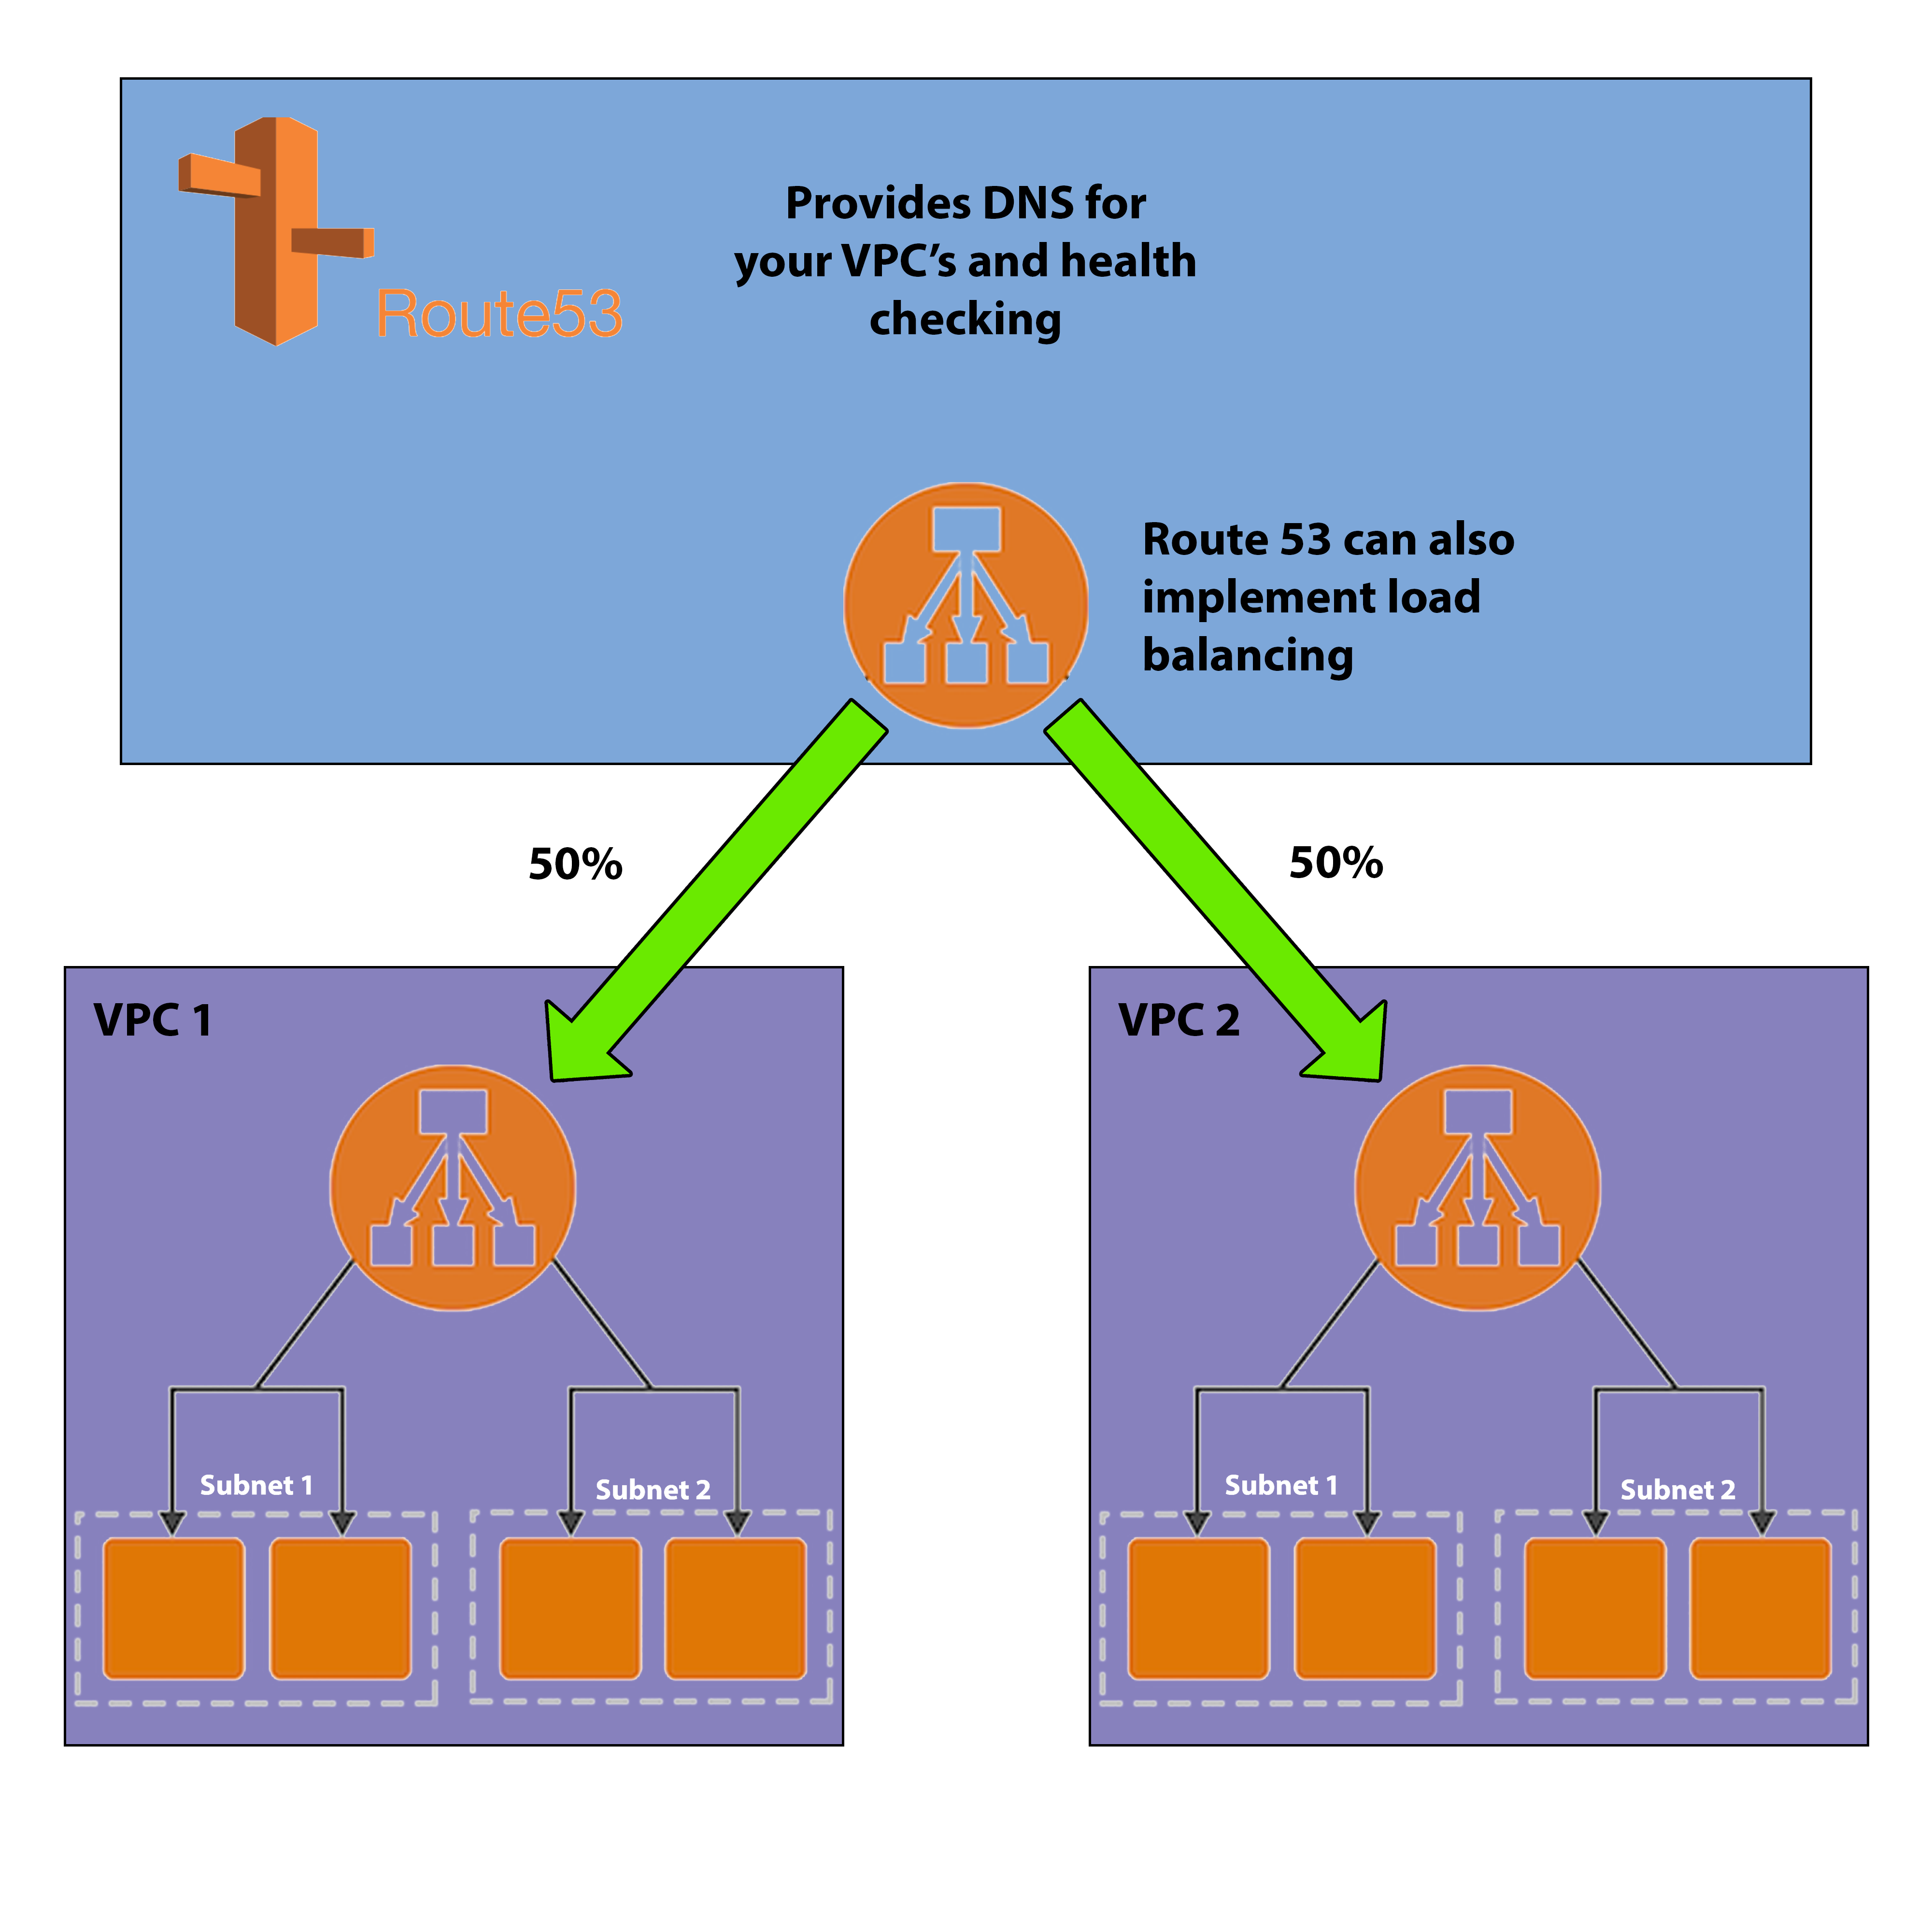 Route53
Provides DNS for
your VPC’s and health
checking
Route 53 can also
implement load
balancing
50%
50%
VPC 1
VPC 2
Subnet 1
Subnet 2
Subnet 1
Subnet 2